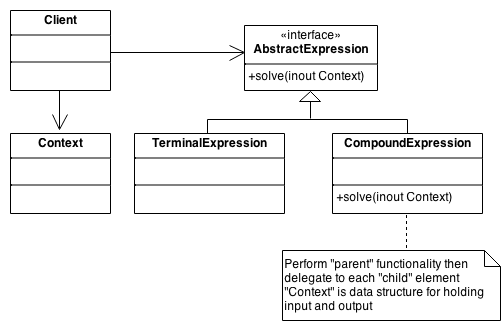 Client
«interface»
AbstractExpression
+solve(inout Context)
Context
TerminalExpression
CompoundExpression
+solve(inout Context)
Perform "parent" functionality then
delegate to each "child" element
"Context" is data structure for holding
input and output